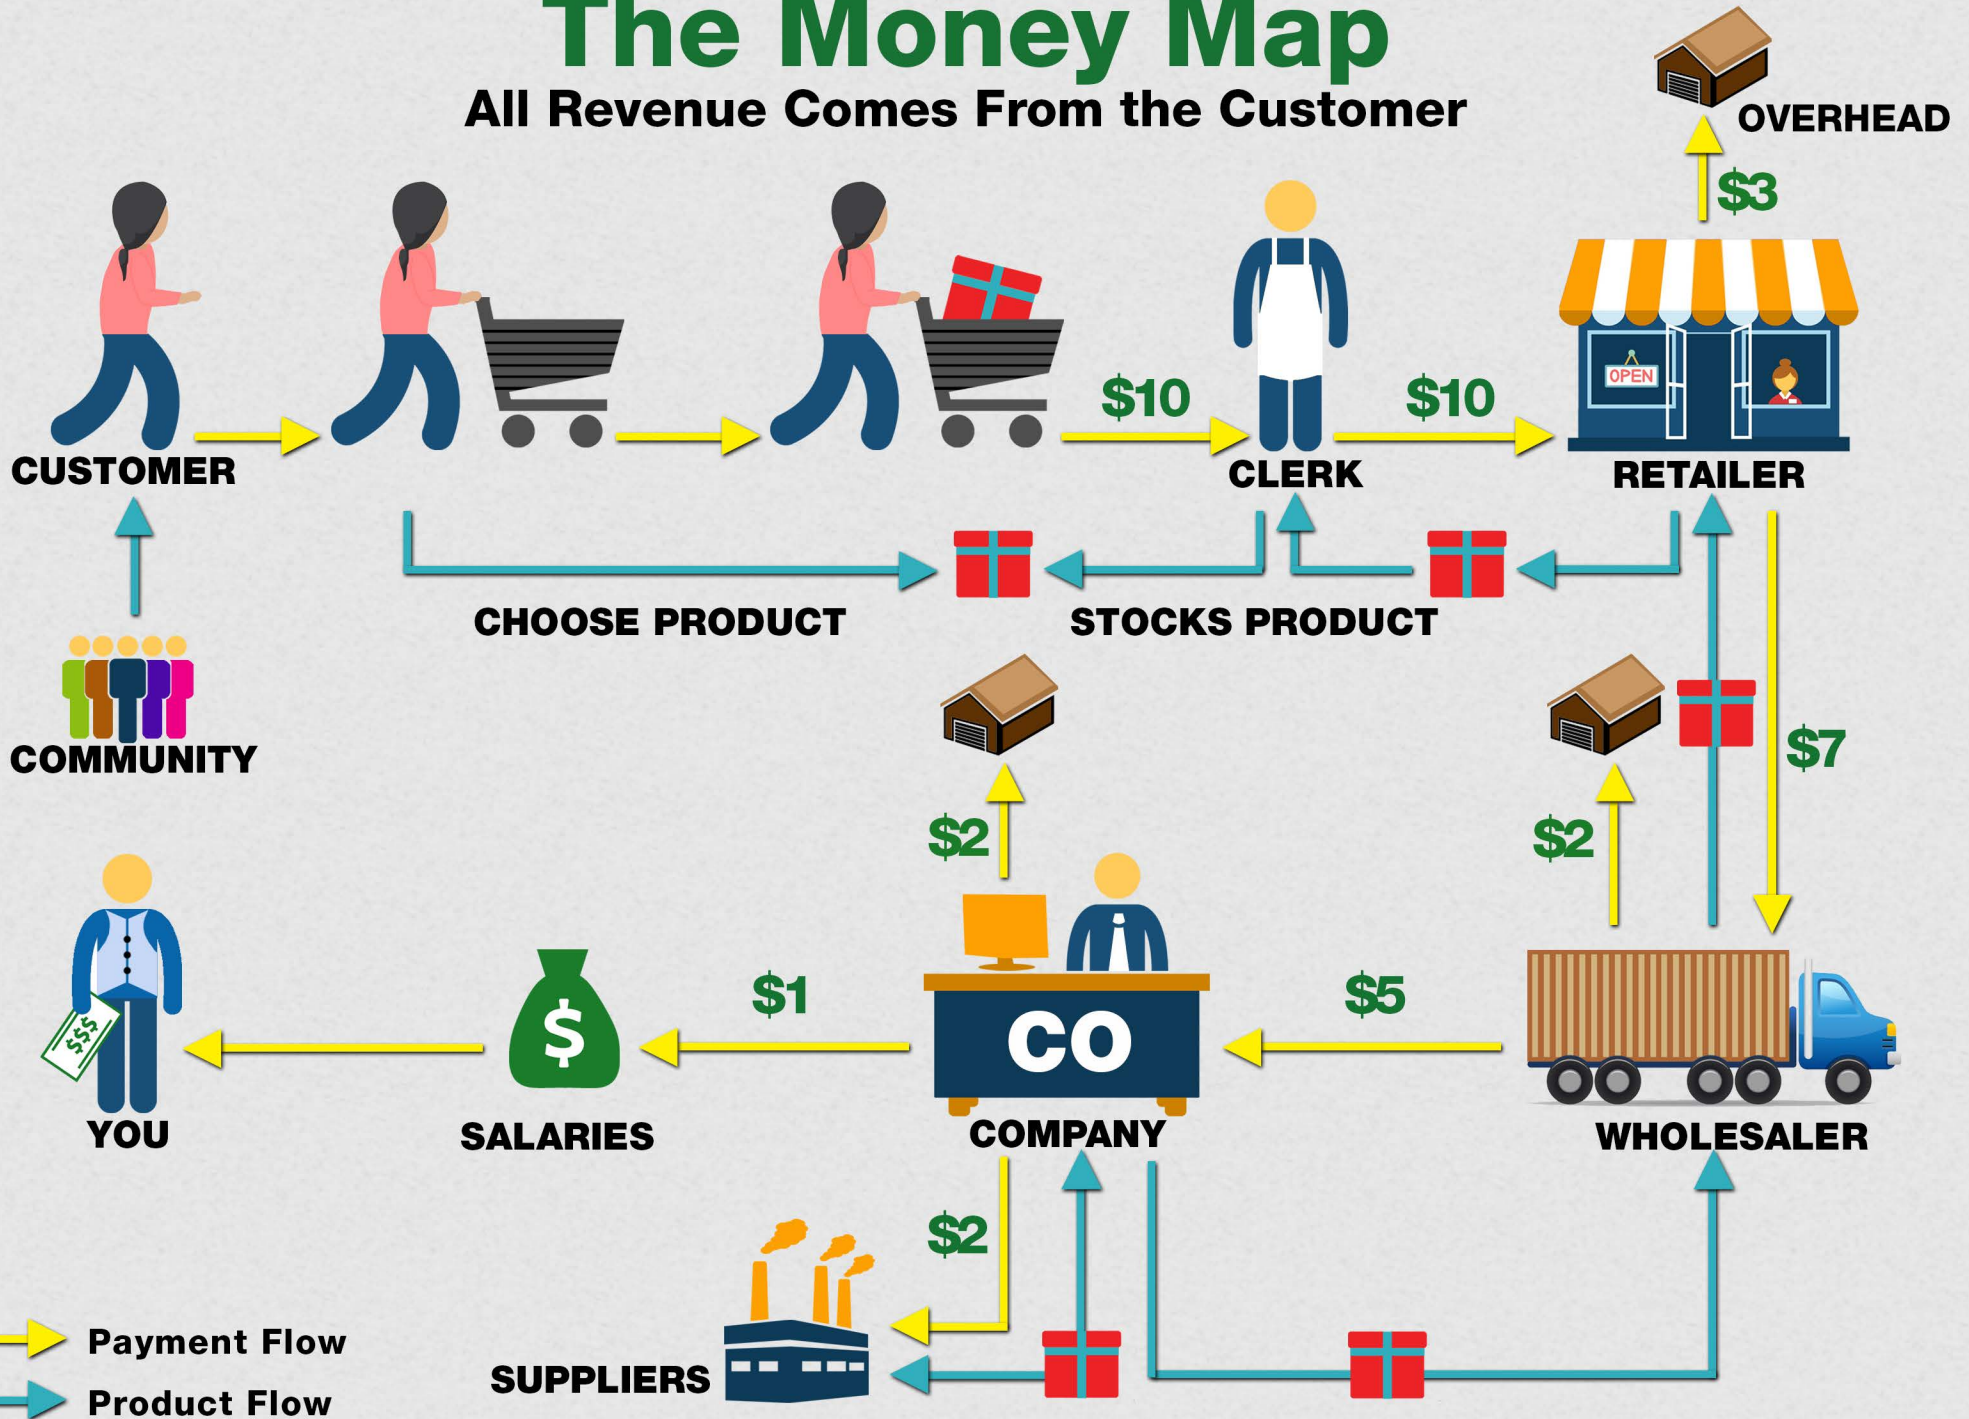 The Money Map
All Revenue Comes From the Customer
OVERHEAD
$3
$10
$10
OPEN
CUSTOMER
CLERK
RETAILER
CHOOSE PRODUCT
STOCKS PRODUCT
COMMUNITY
$7
$2
$2
$$$
$
$1
CO
$5
YOU
SALARIES
COMPANY
WHOLESALER
$2
SUPPLIERS
Payment Flow
Product Flow